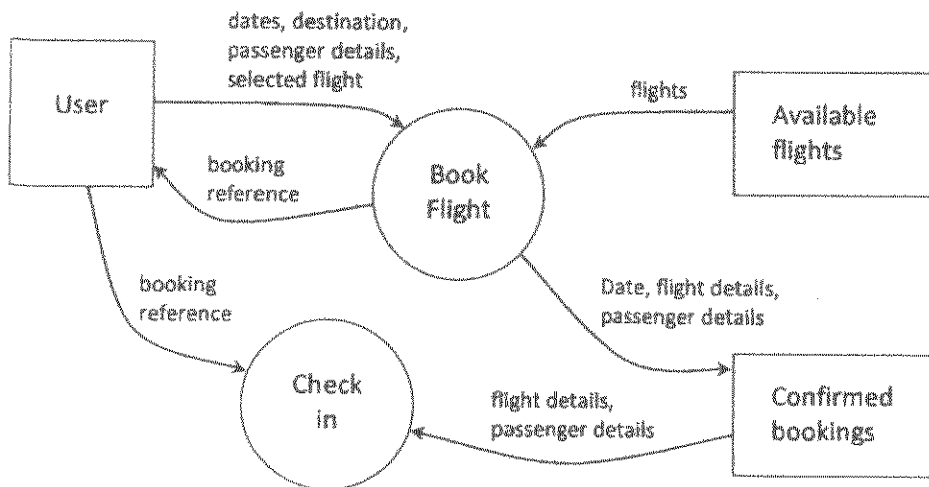 dates, destination,
passenger details,
selected flight
User
flights
Available
flights
booking
reference
Book
Flight
booking
reference
Date, flight details,
passenger details
Check
in
flight details,
passenger details
Confirmed
bookings